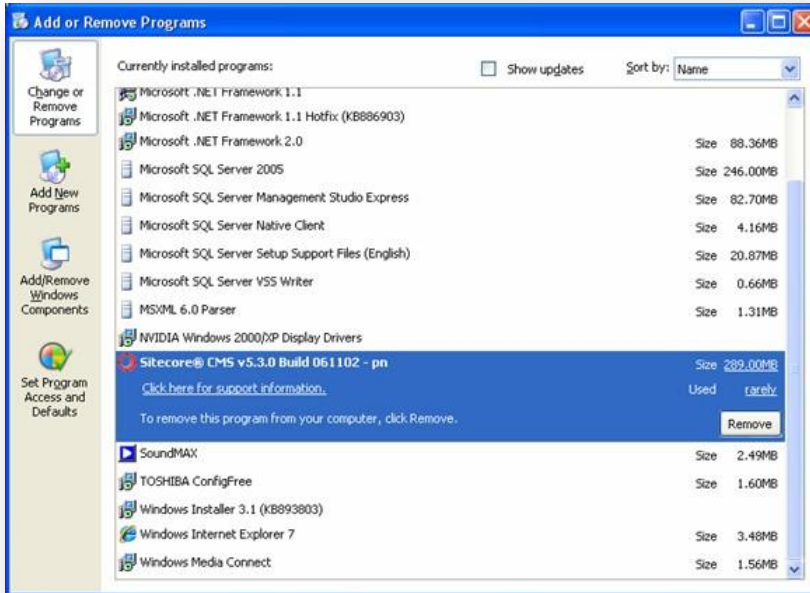 Add or Remove Programs
Change or
Remove
Programs
Add New
Programs
Add/Remove
Windows
Components
Set Program
Access and
Defaults
Currently installed programs: Show updates Sort by: Name
Microsoft .NET Framework 1.1
Microsoft .NET Framework 1.1 Hotfix (KB886903)
Microsoft .NET Framework 2.0 Size 88.36MB
Microsoft SQL Server 2005 Size 246.00MB
Microsoft SQL Server Management Studio Express Size 82.70MB
Microsoft SQL Server Native Client Size 4.16MB
Microsoft SQL Server Setup Support Files (English) Size 20.87MB
Microsoft SQL Server VSS Writer Size 0.66MB
MSXML 6.0 Parser Size 1.31MB
NVIDIA Windows 2000/XP Display Drivers
Sitecore® CMS v5.3.0 Build 061102 - pn Size 289.00MB
Click here for support information. Used rarely
To remove this program from your computer, click Remove. Remove
SoundMAX Size 2.49MB
TOSHIBA ConfigFree Size 1.60MB
Windows Installer 3.1 (KB893803)
Windows Internet Explorer 7 Size 3.48MB
Windows Media Connect Size 1.56MB